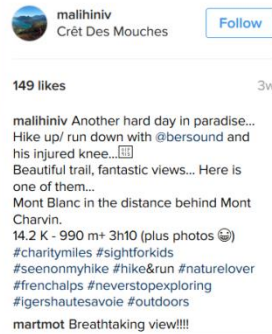 malihiniv
Crêt Des Mouches
Follow
149 likes
3w
malihiniv Another hard day in paradise...
Hike up/ run down with @bersound and
his injured knee...
Beautiful trail, fantastic views... Here is
one of them...
Mont Blanc in the distance behind Mont
Charvin.
14.2 K - 990 m+ 3h10 (plus photos 😂)
#charitymiles #sightforkids
#seenonmyhike #hike&run #naturelover
#frenchalps #neverstopexploring
#igershautesavoie #outdoors
martmot Breathtaking view!!!!